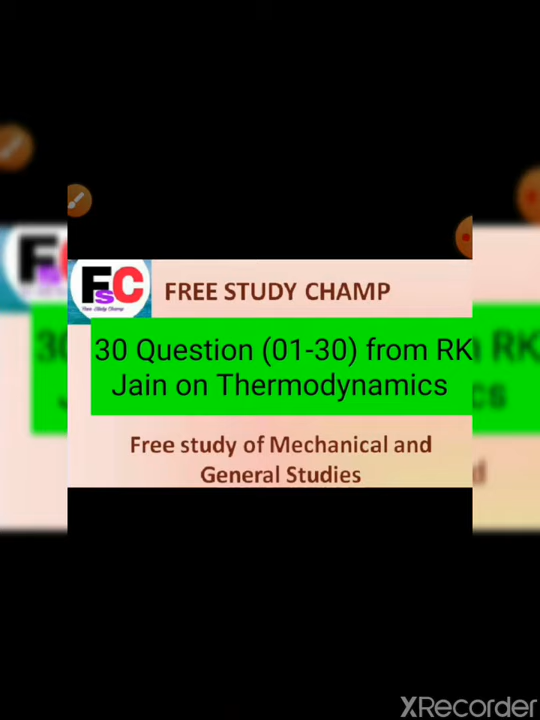 FSC
Free Study Champ
FREE STUDY CHAMP
30 Question (01-30) from RK
Jain on Thermodynamics
Free study of Mechanical and
General Studies
XRecorder